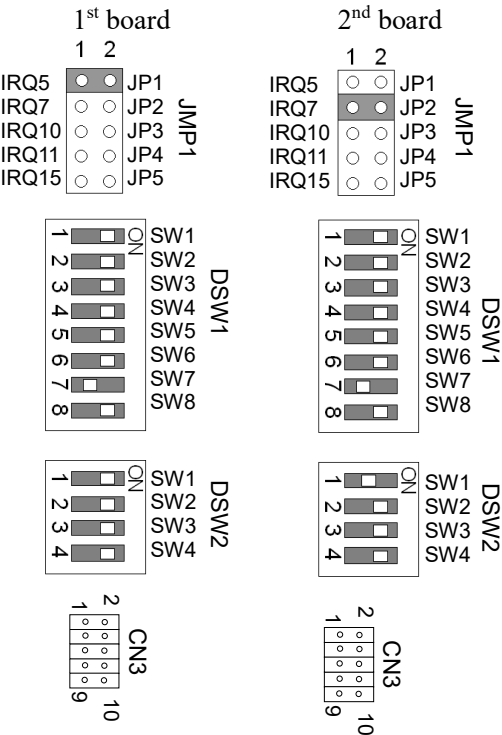 1st board
2nd board
1 2
IRQ5 JP1
IRQ7 JP2
IRQ10 JP3
IRQ11 JP4
IRQ15 JP5
JMP1
1 2
IRQ5 JP1
IRQ7 JP2
IRQ10 JP3
IRQ11 JP4
IRQ15 JP5
JMP1
ON
1 SW1
2 SW2
3 SW3
4 SW4
5 SW5
6 SW6
7 SW7
8 SW8
DSW1
ON
1 SW1
2 SW2
3 SW3
4 SW4
5 SW5
6 SW6
7 SW7
8 SW8
DSW1
ON
1 SW1
2 SW2
3 SW3
4 SW4
DSW2
ON
1 SW1
2 SW2
3 SW3
4 SW4
DSW2
1 2
CN3
9 10
1 2
CN3
9 10